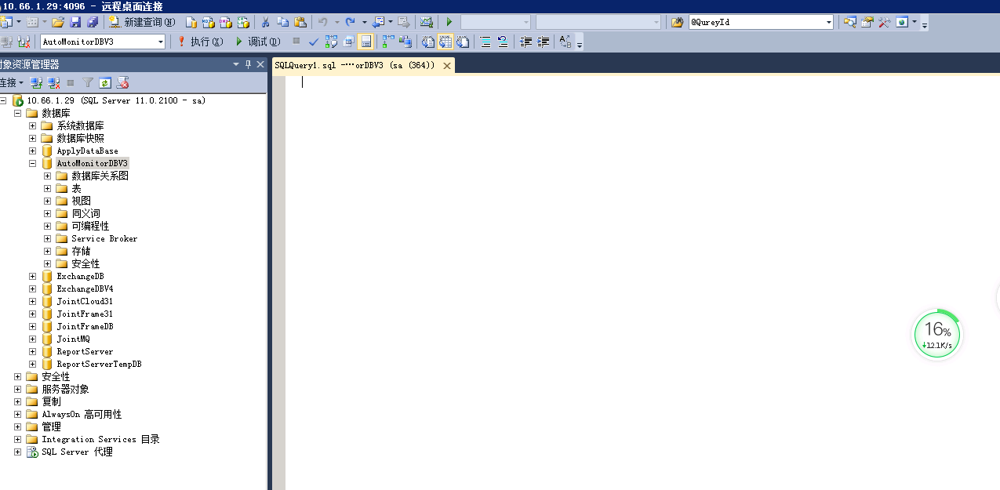 10.66.1.29:4096 - 远程桌面连接
新建查询(N)
@QureyId
AutoMonitorDBV3
执行(X)
调试(D)
对象资源管理器
SQLQuery1.sql -...orDBV3 (sa (364))
连接
10.66.1.29 (SQL Server 11.0.2100 - sa)
数据库
系统数据库
数据库快照
ApplyDataBase
AutoMonitorDBV3
数据库关系图
表
视图
同义词
可编程性
Service Broker
存储
安全性
ExchangeDB
ExchangeDBV4
JointCloud31
JointFrame31
JointFrameDB
JointMQ
ReportServer
ReportServerTempDB
安全性
服务器对象
复制
AlwaysOn 高可用性
管理
Integration Services 目录
SQL Server 代理
16%
↓12.1K/s